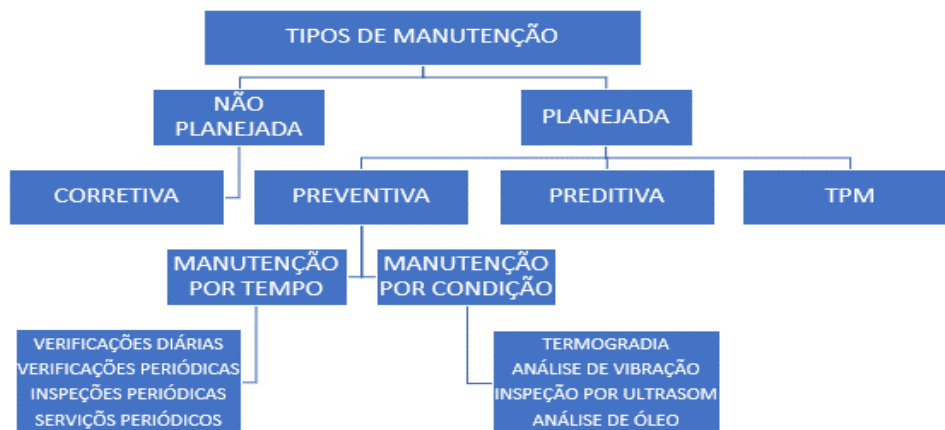 TIPOS DE MANUTENÇÃO
NÃO
PLANEJADA
PLANEJADA
CORRETIVA
PREVENTIVA
PREDITIVA
TPM
MANUTENÇÃO
POR TEMPO
MANUTENÇÃO
POR CONDIÇÃO
VERIFICAÇÕES DIÁRIAS
VERIFICAÇÕES PERIÓDICAS
INSPEÇÕES PERIÓDICAS
SERVIÇÕS PERIÓDICOS
TERMOGRADIA
ANÁLISE DE VIBRAÇÃO
INSPEÇÃO POR ULTRASOM
ANÁLISE DE ÓLEO